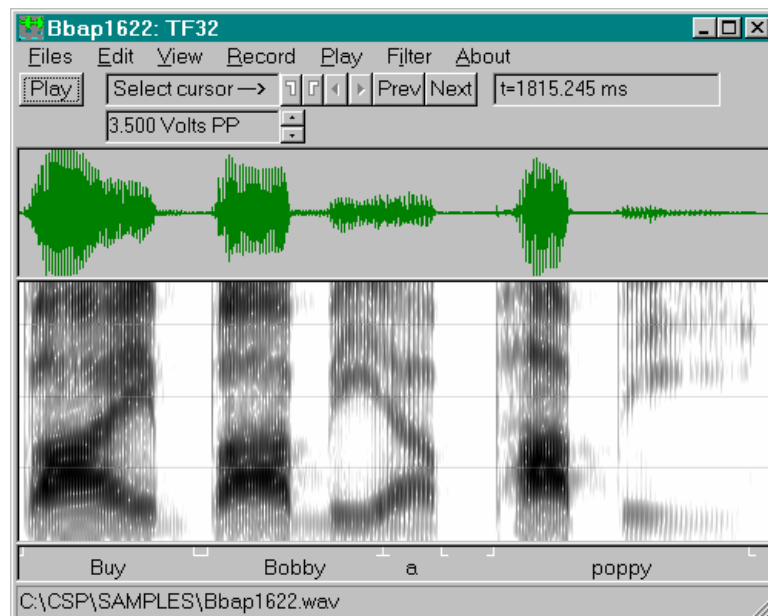 Bbap1622: TF32
Files Edit View Record Play Filter About
Play Select cursor —> Prev Next t=1815.245 ms
3.500 Volts PP
Buy Bobby a poppy
C:\CSP\SAMPLES\Bbap1622.wav